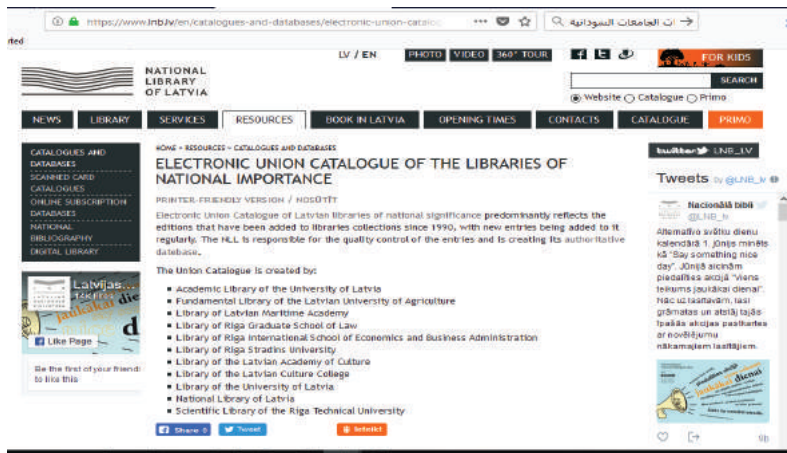 https://www.lnb.lv/en/catalogues-and-databases/electronic-union-catalog
ات الجامعات السودانية
rted
LV / EN
PHOTO
VIDEO
360° TOUR
FOR KIDS
NATIONAL
LIBRARY
OF LATVIA
SEARCH
Website
Catalogue
Primo
NEWS
LIBRARY
SERVICES
RESOURCES
BOOK IN LATVIA
OPENING TIMES
CONTACTS
CATALOGUE
PRIMO
CATALOGUES AND
DATABASES
SCANNED CARD
CATALOGUES
ONLINE SUBSCRIPTION
DATABASES
NATIONAL
BIBLIOGRAPHY
DIGITAL LIBRARY
Latvijas...
Like Page
Be the first of your friends
to like this
HOME » RESOURCES » CATALOGUES AND DATABASES
ELECTRONIC UNION CATALOGUE OF THE LIBRARIES OF
NATIONAL IMPORTANCE
PRINTER-FRIENDLY VERSION / NOSŪTĪT
Electronic Union Catalogue of Latvian libraries of national significance predominantly reflects the
editions that have been added to libraries collections since 1990, with new entries being added to it
regularly. The NLL is responsible for the quality control of the entries and is creating its authoritative
database.
The Union Catalogue is created by:
Academic Library of the University of Latvia
Fundamental Library of the Latvian University of Agriculture
Library of Latvian Maritime Academy
Library of Riga Graduate School of Law
Library of Riga International School of Economics and Business Administration
Library of Riga Stradins University
Library of the Latvian Academy of Culture
Library of the Latvian Culture College
Library of the University of Latvia
National Library of Latvia
Scientific Library of the Riga Technical University
Share 0
Tweet
Ieteikt
twitter LNB_LV
Tweets by @LNB_lv
Nacionālā bibli
@LNB_lv
Alternatīvo svētku dienu
kalendārā 1. jūnijs minēts
kā "Say something nice
day". Jūnijā aicinām
piedalīties akcijā "Viens
teikums jaukākai dienai".
Nāc uz lasītavām, lasi
grāmatas un atstāj tajās
īpašās akcijas pastkartes
ar novēlējumu
nākamajiem lasītājiem.
jaukākai dienai
9h